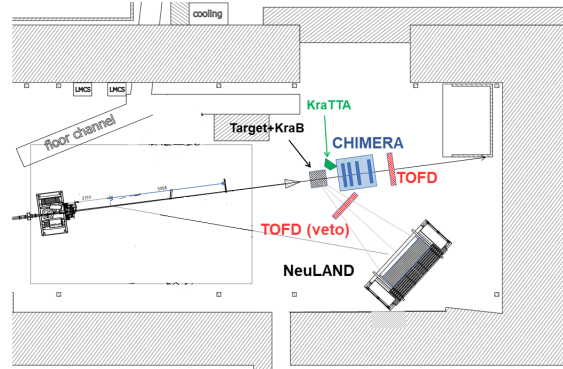 cooling
LMCS
LMCS
floor channel
KraTTA
Target+KraB
CHIMERA
TOFD
TOFD (veto)
NeuLAND